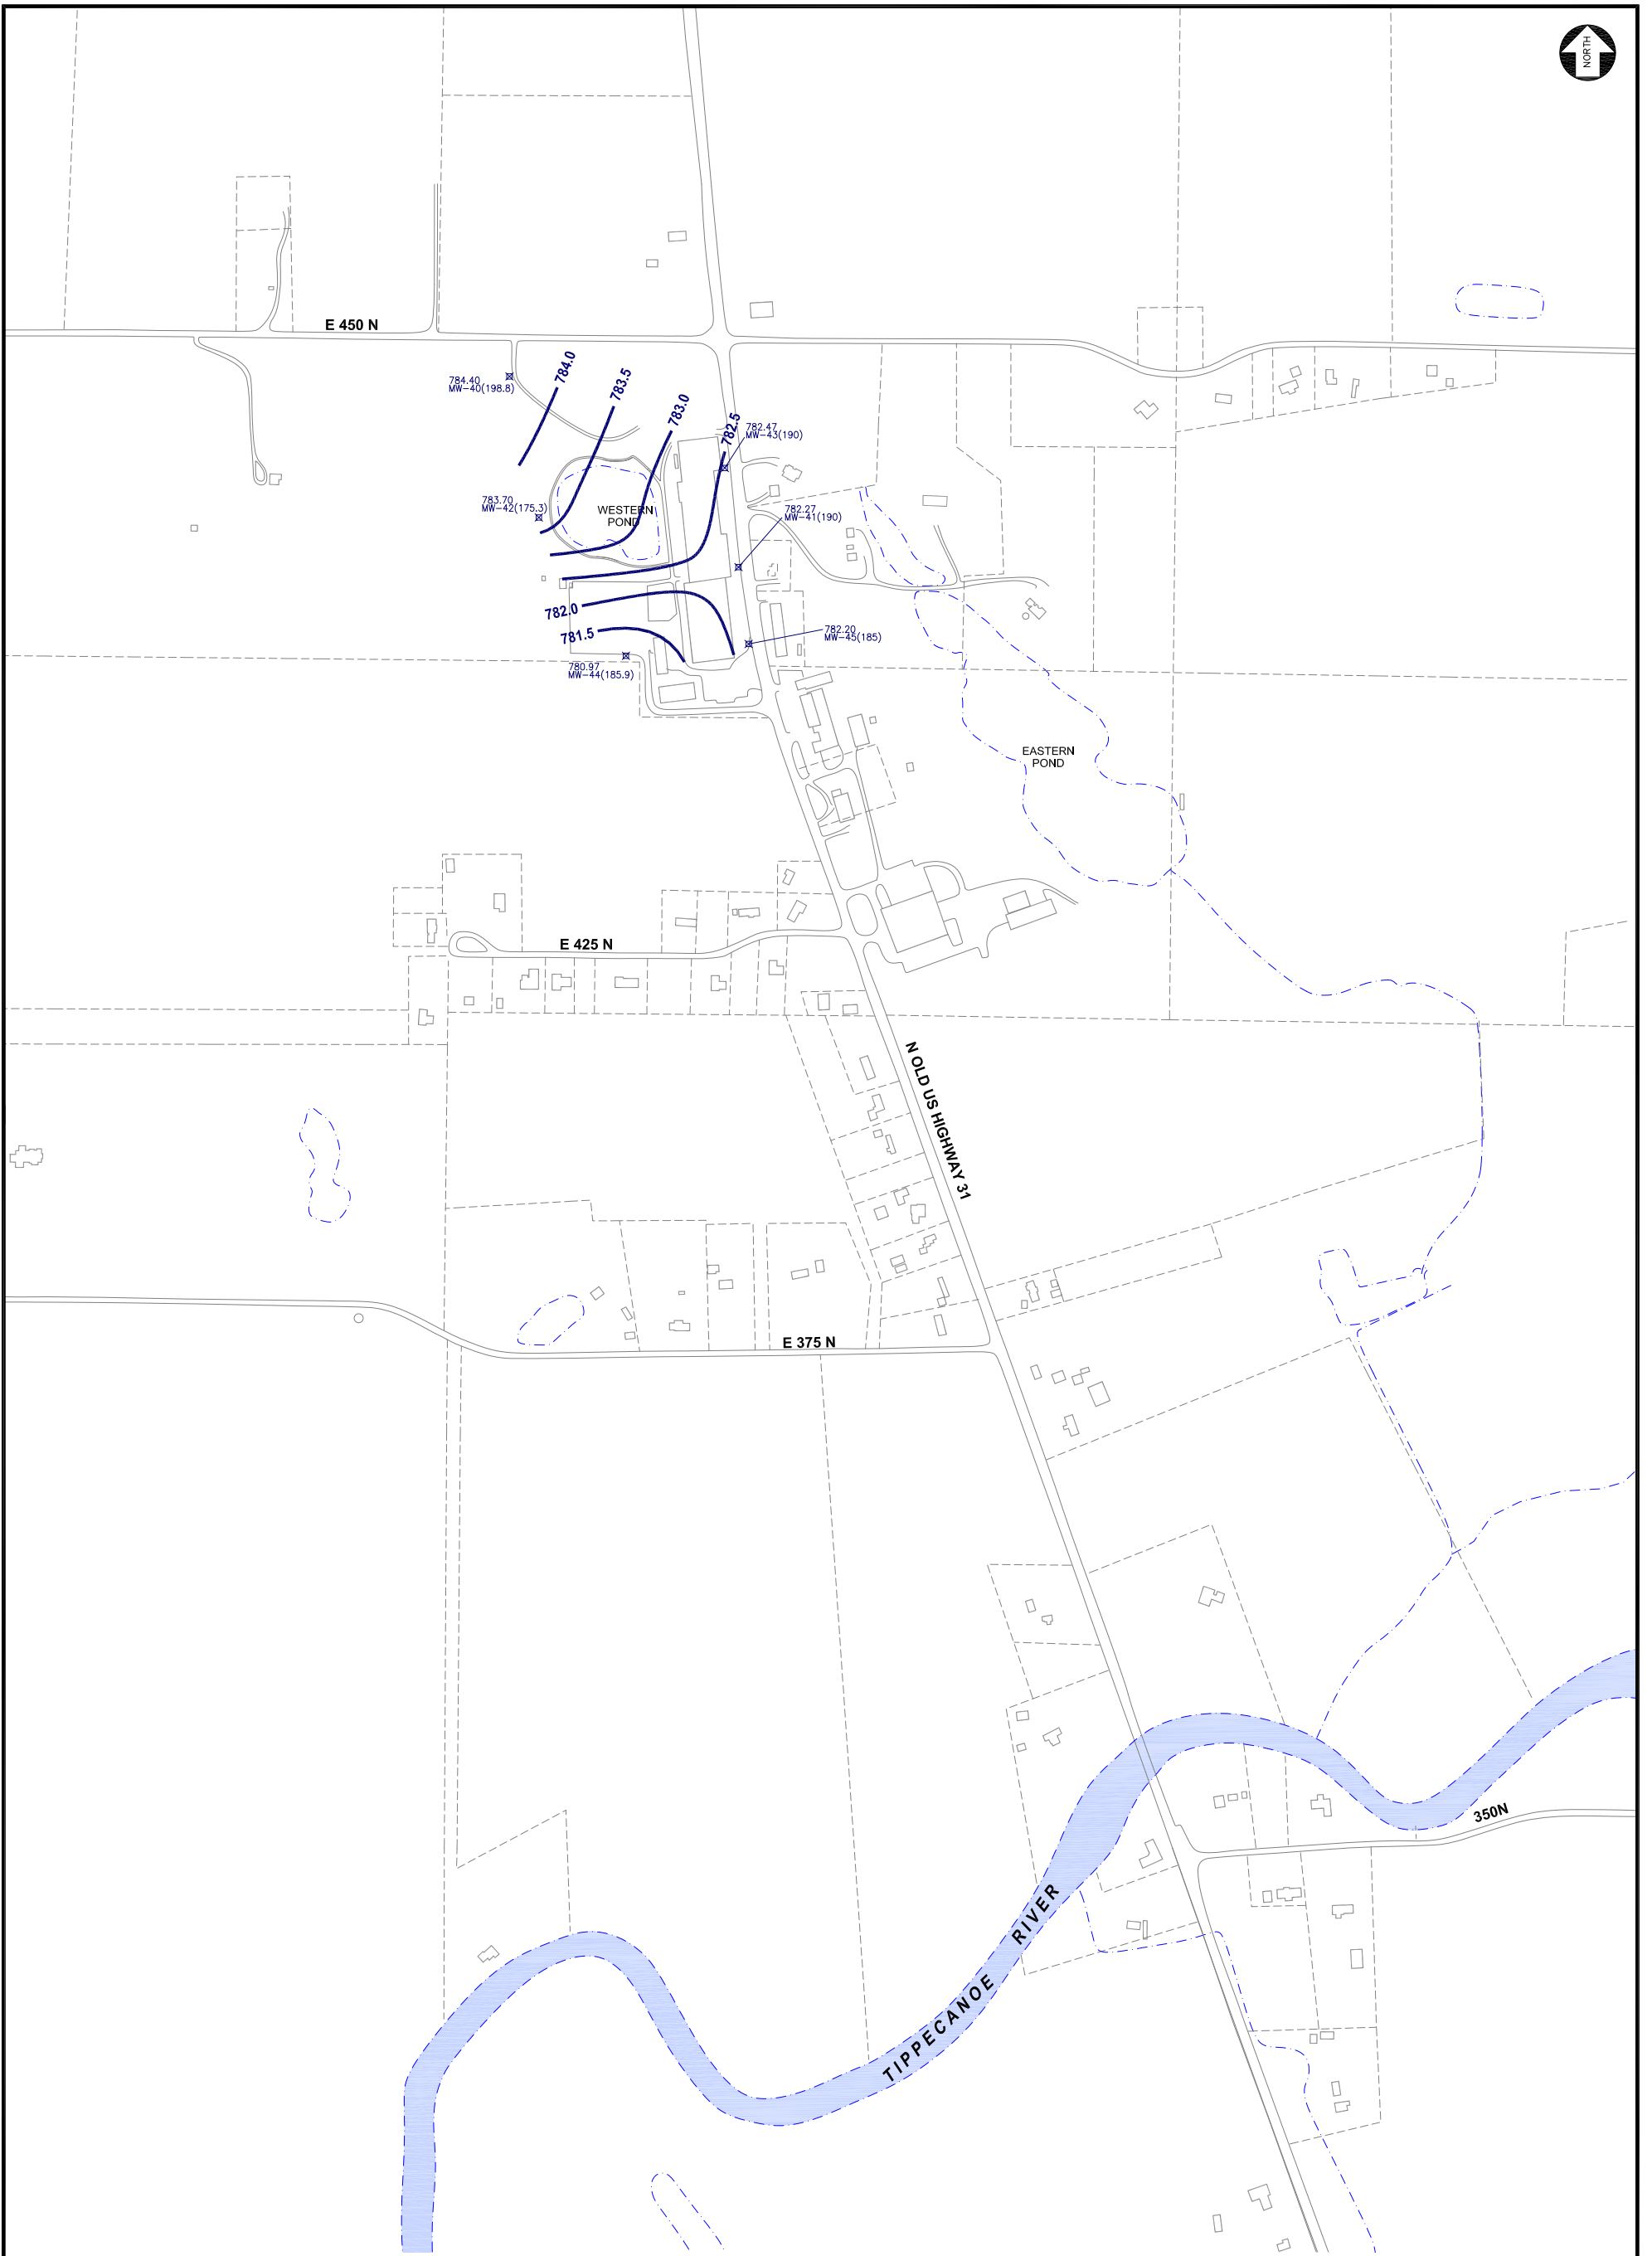 NORTH
E 450 N
784.0
784.40
MW-40(198.8)
783.5
783.0
782.5
782.47
MW-43(190)
783.70
MW-42(175.3)
WESTERN
POND
782.27
MW-41(190)
782.0
781.5
782.20
MW-45(185)
780.97
MW-44(185.9)
EASTERN
POND
E 425 N
N OLD US HIGHWAY 31
E 375 N
350N
TIPPECANOE RIVER